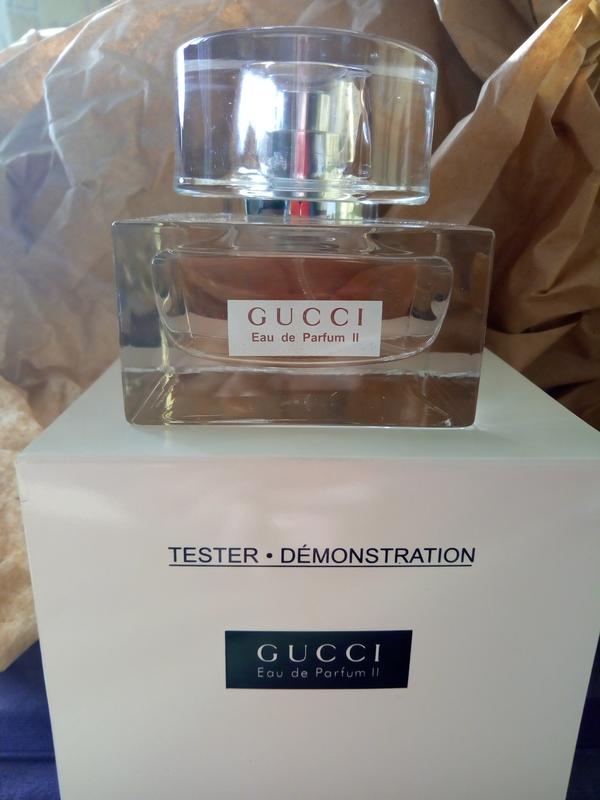 GUCCI
Eau de Parfum II
TESTER • DÉMONSTRATION
GUCCI
Eau de Parfum II